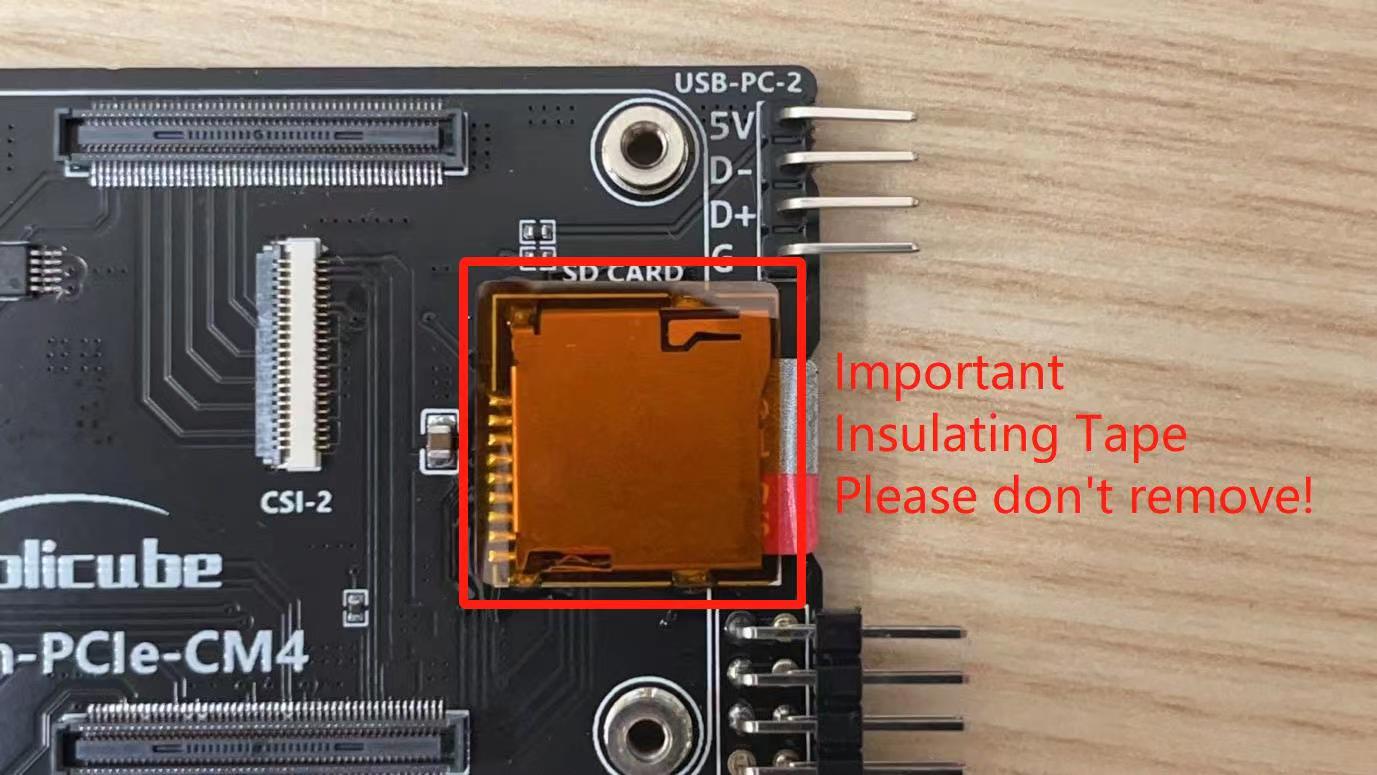 USB-PC-2
5V
D-
D+
G
SD CARD
Important
Insulating Tape
Please don't remove!
CSI-2
olicube
n-PCIe-CM4